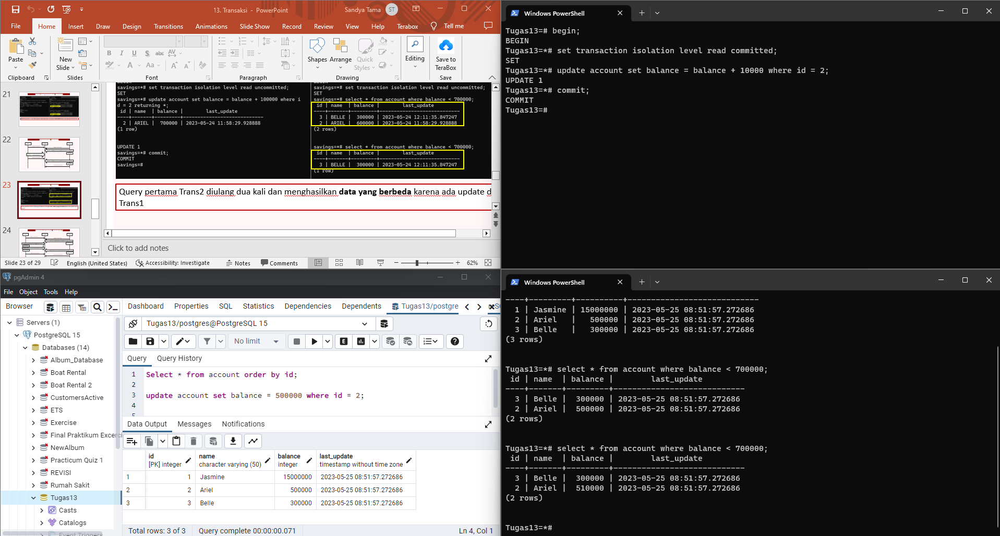 13. Transaksi - PowerPoint
Sandya Tama
ST
File
Home
Insert
Draw
Design
Transitions
Animations
Slide Show
Record
Review
View
Help
Terabox
Tell me
Paste
New
Slide
B I U S abc AV
A Aa A A
Shapes
Arrange
Quick
Styles
Editing
Save to
TeraBox
Clipboard
Slides
Font
Paragraph
Drawing
Save
21
22
23
24
savings=*# set transaction isolation level read uncommitted;
SET
savings=*# update account set balance = balance + 100000 where i
d = 2 returning *;
id | name | balance | last_update
----+-------+---------+----------------------------
2 | ARIEL | 700000 | 2023-05-24 11:58:29.928888
(1 row)
UPDATE 1
savings=*# commit;
COMMIT
savings=#
savings=*# set transaction isolation level read uncommitted;
SET
savings=*# select * from account where balance < 700000;
id | name | balance | last_update
----+-------+---------+----------------------------
3 | BELLE | 300000 | 2023-05-24 12:11:35.847247
2 | ARIEL | 600000 | 2023-05-24 11:58:29.928888
(2 rows)
savings=*# select * from account where balance < 700000;
id | name | balance | last_update
----+-------+---------+----------------------------
3 | BELLE | 300000 | 2023-05-24 12:11:35.847247
(1 row)
Query pertama Trans2 diulang dua kali dan menghasilkan data yang berbeda karena ada update d
Trans1
Click to add notes
Slide 23 of 29
English (United States)
Accessibility: Investigate
Notes
Comments
62%
Windows PowerShell
Tugas13=# begin;
BEGIN
Tugas13=*# set transaction isolation level read committed;
SET
Tugas13=*# update account set balance = balance + 10000 where id = 2;
UPDATE 1
Tugas13=*# commit;
COMMIT
Tugas13=#
pgAdmin 4
File Object Tools Help
Browser
Dashboard
Properties
SQL
Statistics
Dependencies
Dependents
Tugas13/postgre
Servers (1)
PostgreSQL 15
Databases (14)
Album_Database
Boat Rental
Boat Rental 2
CustomersActive
ETS
Exercise
Final Praktikum Excerci
NewAlbum
Practicum Quiz 1
REVISI
Rumah Sakit
Tugas13
Casts
Catalogs
Event Triggers
Tugas13/postgres@PostgreSQL 15
No limit
E
Query
Query History
1 Select * from account order by id;
2
3 update account set balance = 500000 where id = 2;
4
5
Data Output
Messages
Notifications
id name balance last_update
[PK] integer character varying (50) integer timestamp without time zone
1 1 Jasmine 15000000 2023-05-25 08:51:57.272686
2 2 Ariel 500000 2023-05-25 08:51:57.272686
3 3 Belle 300000 2023-05-25 08:51:57.272686
Total rows: 3 of 3
Query complete 00:00:00.071
Ln 4, Col 1
Windows PowerShell
----+---------+----------+----------------------------
1 | Jasmine | 15000000 | 2023-05-25 08:51:57.272686
2 | Ariel | 500000 | 2023-05-25 08:51:57.272686
3 | Belle | 300000 | 2023-05-25 08:51:57.272686
(3 rows)
Tugas13=*# select * from account where balance < 700000;
id | name | balance | last_update
----+-------+---------+----------------------------
3 | Belle | 300000 | 2023-05-25 08:51:57.272686
2 | Ariel | 500000 | 2023-05-25 08:51:57.272686
(2 rows)
Tugas13=*# select * from account where balance < 700000;
id | name | balance | last_update
----+-------+---------+----------------------------
3 | Belle | 300000 | 2023-05-25 08:51:57.272686
2 | Ariel | 510000 | 2023-05-25 08:51:57.272686
(2 rows)
Tugas13=*#